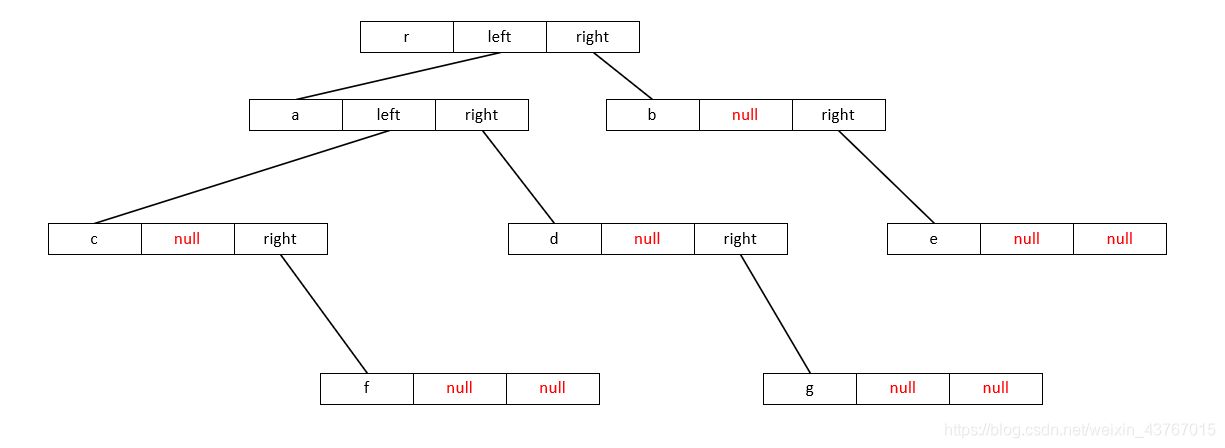 r left right
a left right b null right
c null right d null right e null null
f null null g null null
https://blog.csdn.net/weixin_43767015